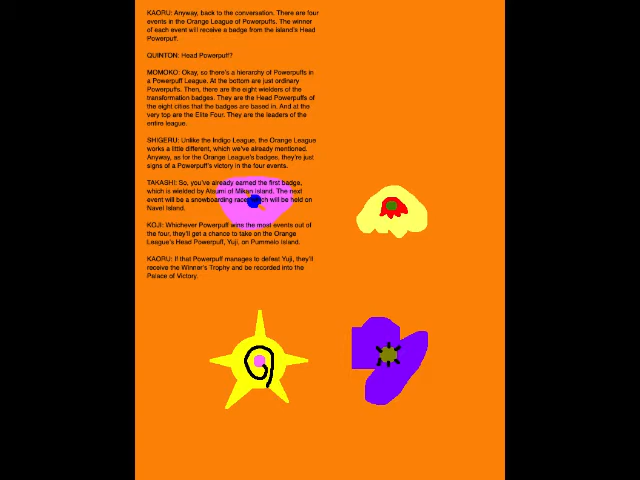 KAORU: Anyway, back to the conversation. There are four
events in the Orange League of Powerpuffs. The winner
of each event will receive a badge from the island's Head
Powerpuff.
QUINTON: Head Powerpuff?
MOMOKO: Okay, so there's a hierarchy of Powerpuffs in
a Powerpuff League. At the bottom are just ordinary
Powerpuffs. Then, there are the eight wielders of the
transformation badges. They are the Head Powerpuffs of
the eight cities that the badges are based in. And at the
very top are the Elite Four. They are the leaders of the
entire league.
SHIGERU: Unlike the Indigo League, the Orange League
works a little different, which we've already mentioned.
Anyway, as for the Orange League's badges, they're just
signs of a Powerpuff's victory in the four events.
TAKASHI: So, you've already earned the first badge,
which is wielded by Atsumi of Mikan Island. The next
event will be a snowboarding race which will be held on
Navel Island.
KOJI: Whichever Powerpuff wins the most events out of
the four, they'll get a chance to take on the Orange
League's Head Powerpuff, Yuji, on Pummelo Island.
KAORU: If that Powerpuff manages to defeat Yuji, they'll
receive the Winner's Trophy and be recorded into the
Palace of Victory.